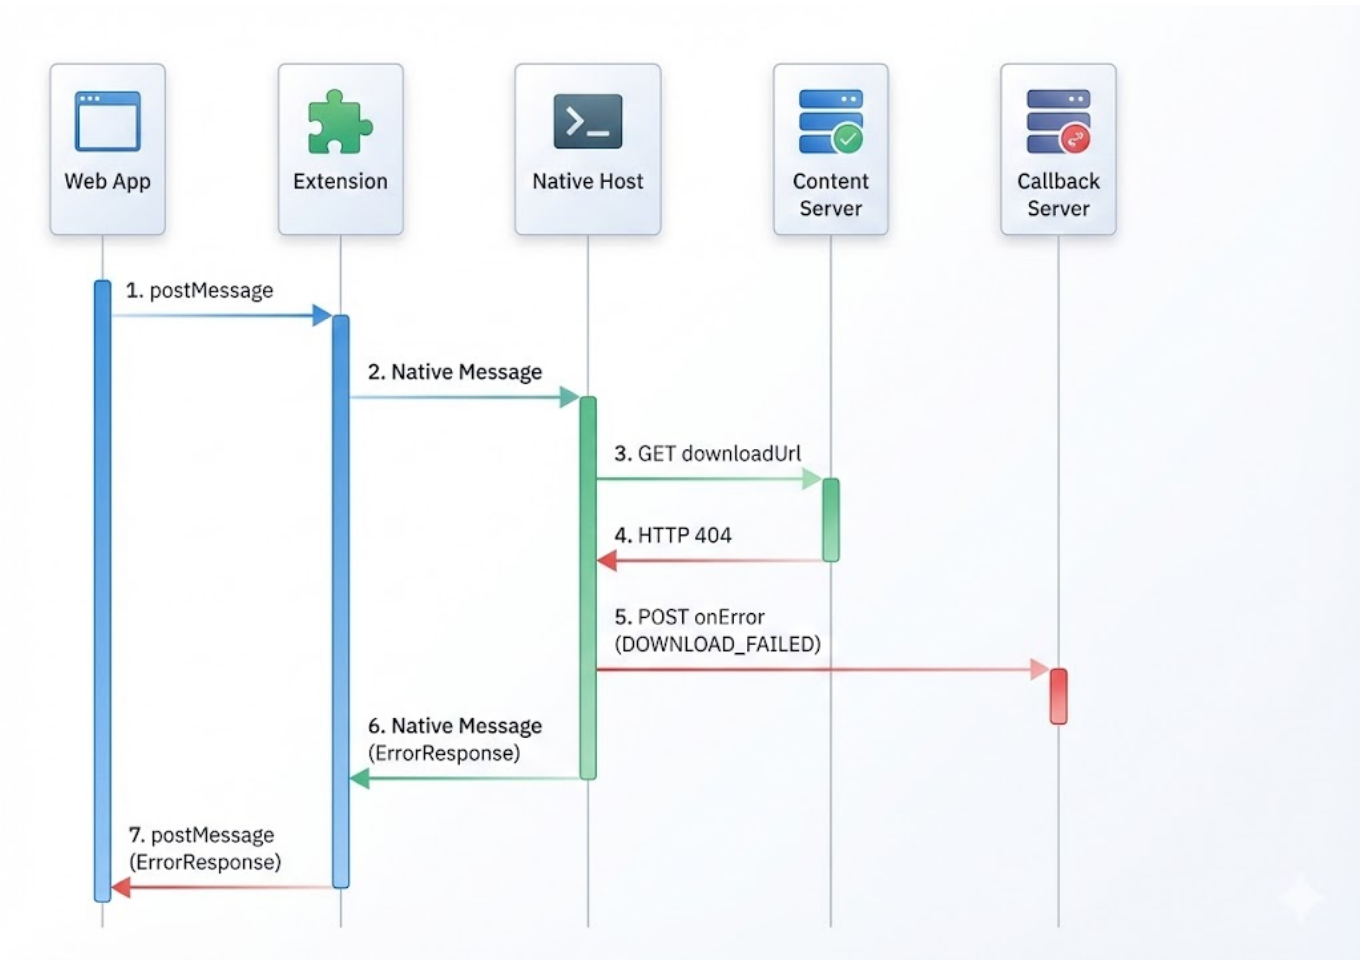 Web App
Extension
Native Host
Content
Server
Callback
Server
1. postMessage
2. Native Message
3. GET downloadUrl
4. HTTP 404
5. POST onError
(DOWNLOAD_FAILED)
6. Native Message
(ErrorResponse)
7. postMessage
(ErrorResponse)